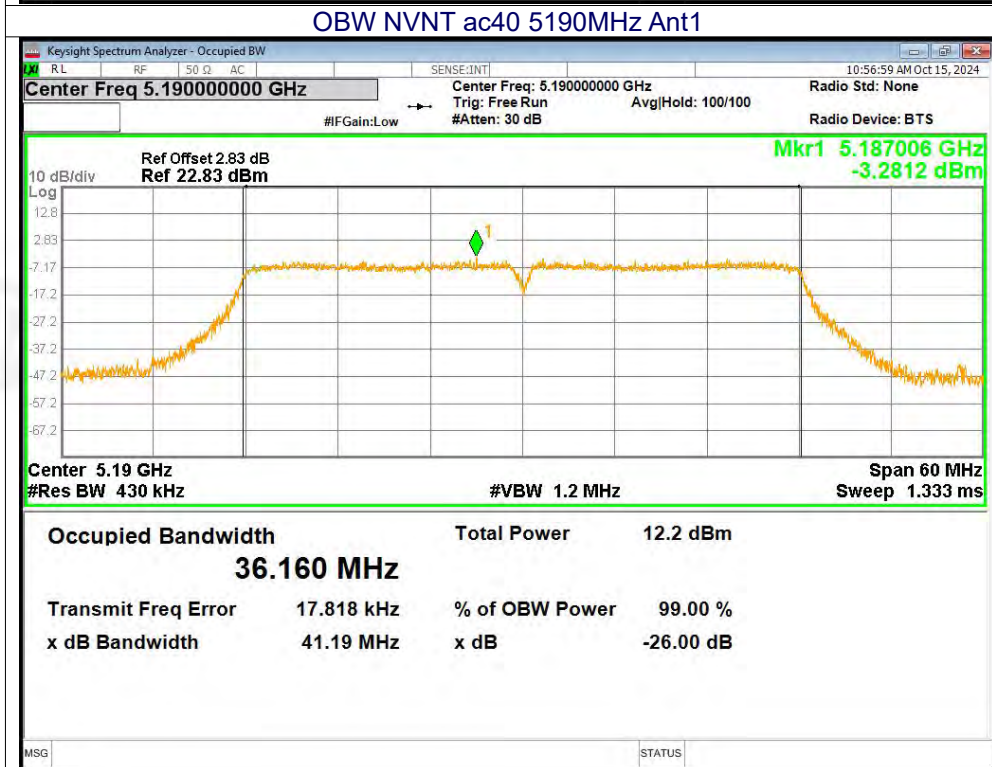 OBW NVNT ac40 5190MHz Ant1
Keysight Spectrum Analyzer - Occupied BW
LXI RL RF 50 Ω AC SENSE:INT 10:56:59 AM Oct 15, 2024
Center Freq 5.190000000 GHz Center Freq: 5.190000000 GHz Radio Std: None
Trig: Free Run Avg|Hold: 100/100
#IFGain:Low #Atten: 30 dB Radio Device: BTS
Mkr1 5.187006 GHz
-3.2812 dBm
Ref Offset 2.83 dB
10 dB/div Ref 22.83 dBm
Log
12.8
2.83
-7.17
-17.2
-27.2
-37.2
-47.2
-57.2
-67.2
1
Center 5.19 GHz Span 60 MHz
#Res BW 430 kHz #VBW 1.2 MHz Sweep 1.333 ms
Occupied Bandwidth Total Power 12.2 dBm
36.160 MHz
Transmit Freq Error 17.818 kHz % of OBW Power 99.00 %
x dB Bandwidth 41.19 MHz x dB -26.00 dB
MSG STATUS